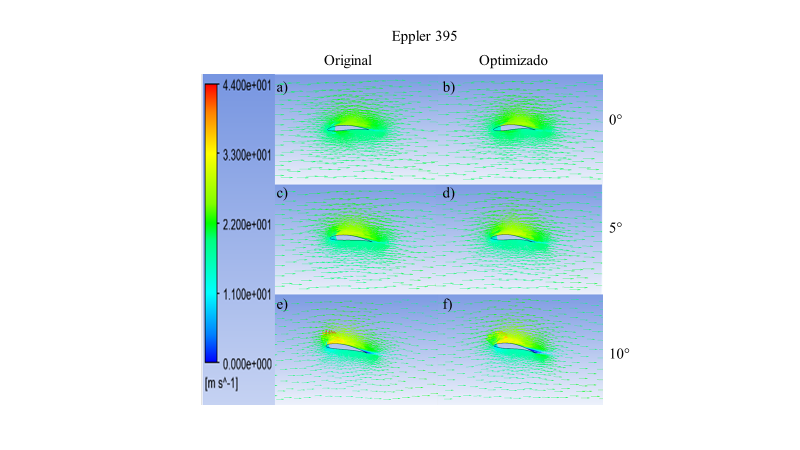 Eppler 395
Original
Optimizado
4.400e+001
3.300e+001
2.200e+001
1.100e+001
0.000e+000
[m s^-1]
a)
b)
0°
c)
d)
5°
e)
f)
10°